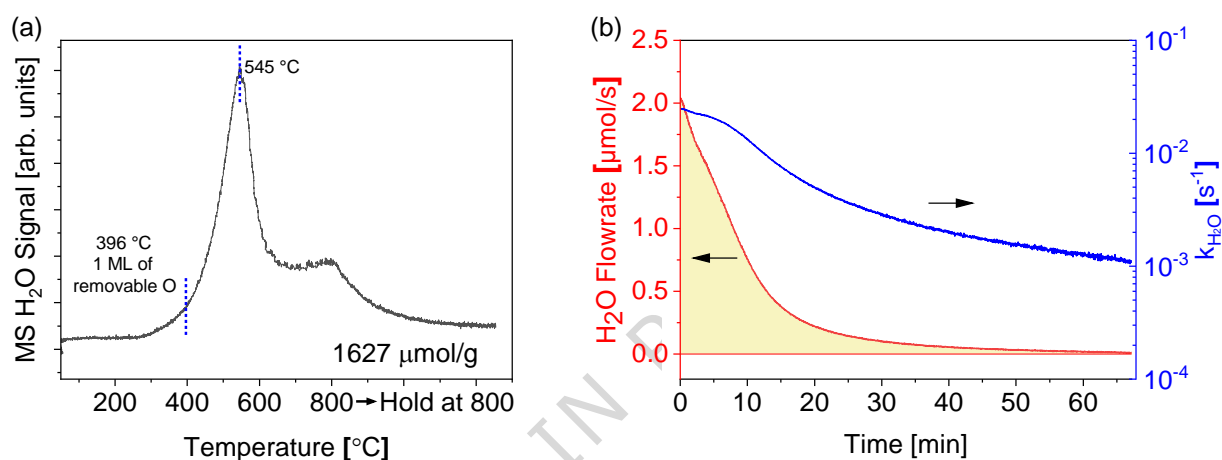 (a)
MS H₂O Signal [arb. units]
545 °C
396 °C
1 ML of
removable O
1627 μmol/g
200
400
600
800
Hold at 800
Temperature [°C]
(b)
H₂O Flowrate [μmol/s]
2.5
2.0
1.5
1.0
0.5
0.0
0
10
20
30
40
50
60
Time [min]
10⁻¹
10⁻²
10⁻³
10⁻⁴
k_H₂O [s⁻¹]
IN